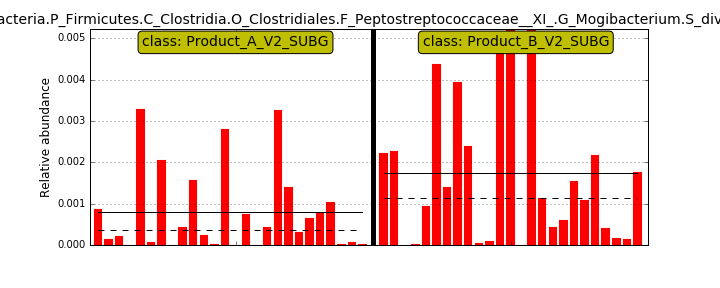 acteria.P_Firmicutes.C_Clostridia.O_Clostridiales.F_Peptostreptococcaceae__XI_.G_Mogibacterium.S_div
class: Product_A_V2_SUBG
class: Product_B_V2_SUBG
Relative abundance
0.005
0.004
0.003
0.002
0.001
0.000